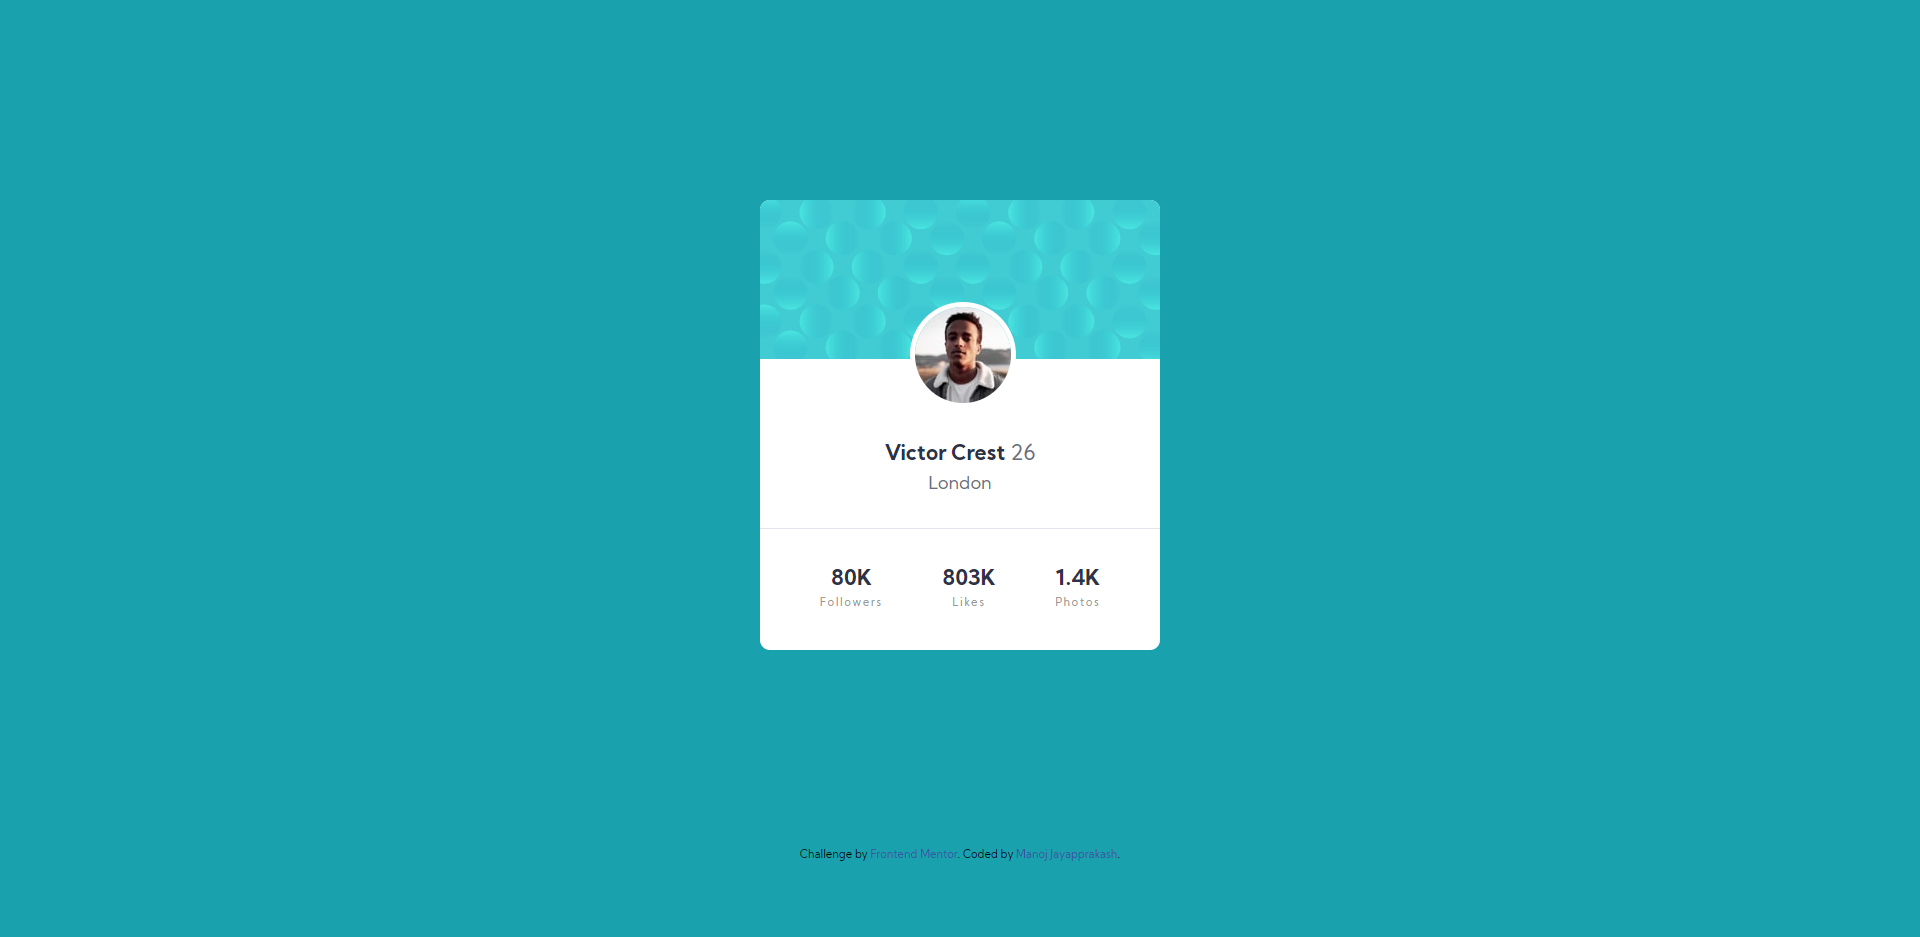 Victor Crest 26
London
80K 803K 1.4K
Followers Likes Photos
Challenge by Frontend Mentor. Coded by Manoj Jayapprakash.